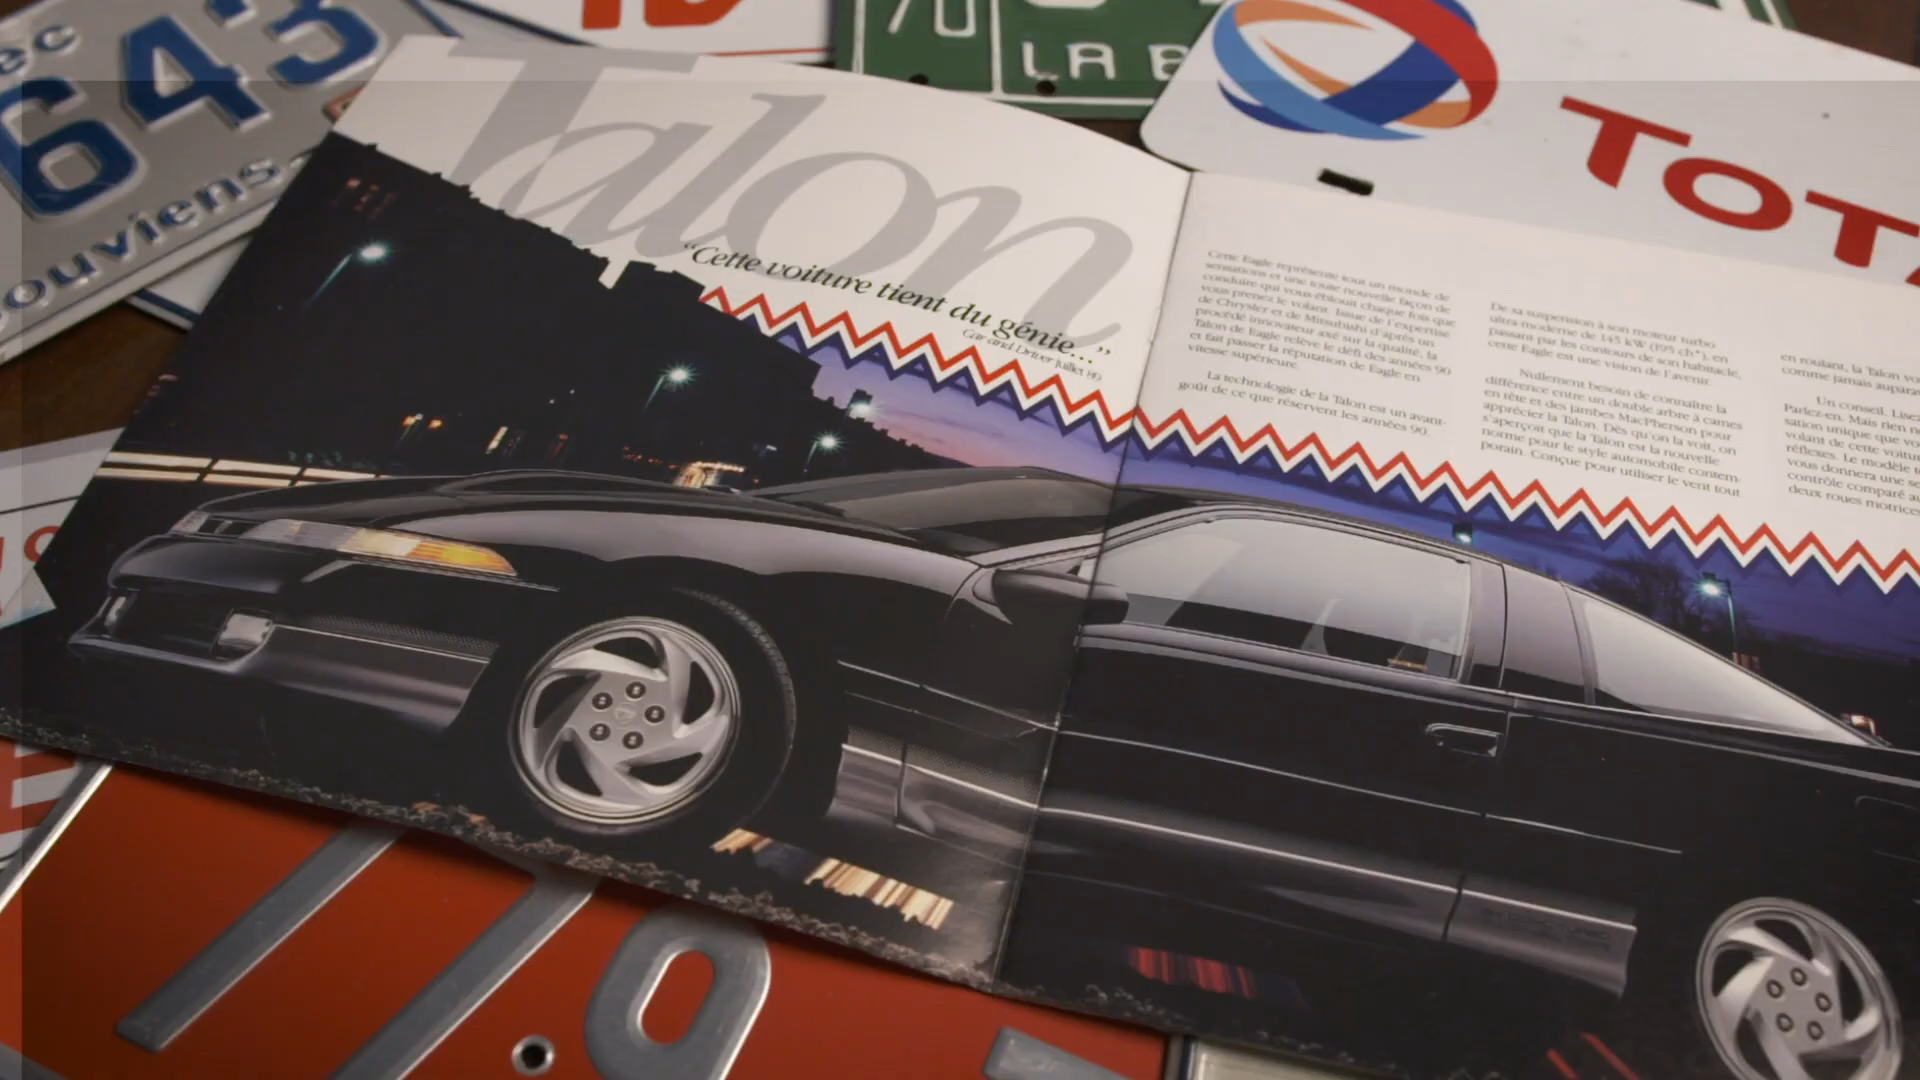 643
ouviens
70
LA B
TOTA
Talon
“Cette voiture tient du génie...”
Car and Driver Juillet 89
Cette Eagle représente tout un monde de
sensations et une toute nouvelle façon de
conduire qui vous éblouit chaque fois que
vous prenez le volant. Issue de l'expertise
de Chrysler et de Mitsubishi d'après un
procédé innovateur axé sur la qualité, la
Talon de Eagle relève le défi des années 90
et fait passer la réputation de Eagle en
vitesse supérieure.
La technologie de la Talon est un avant-
goût de ce que réservent les années 90.
De sa suspension à son moteur turbo
ultra-moderne de 145 kW (195 ch*), en
passant par les contours de son habitacle,
cette Eagle est une vision de l'avenir.
Nullement besoin de connaître la
différence entre un double arbre à cames
en tête et des jambes MacPherson pour
apprécier la Talon. Dès qu'on la voit, on
s'aperçoit que la Talon est la nouvelle
norme pour le style automobile contem-
porain. Conçue pour utiliser le vent tout
en roulant, la Talon vo
comme jamais aupara
Un conseil. Lisez
Parlez-en. Mais rien n
sation unique que vo
volant de cette voitur
réflexes. Le modèle t
vous donnera une se
contrôle comparé au
deux roues motrices
79